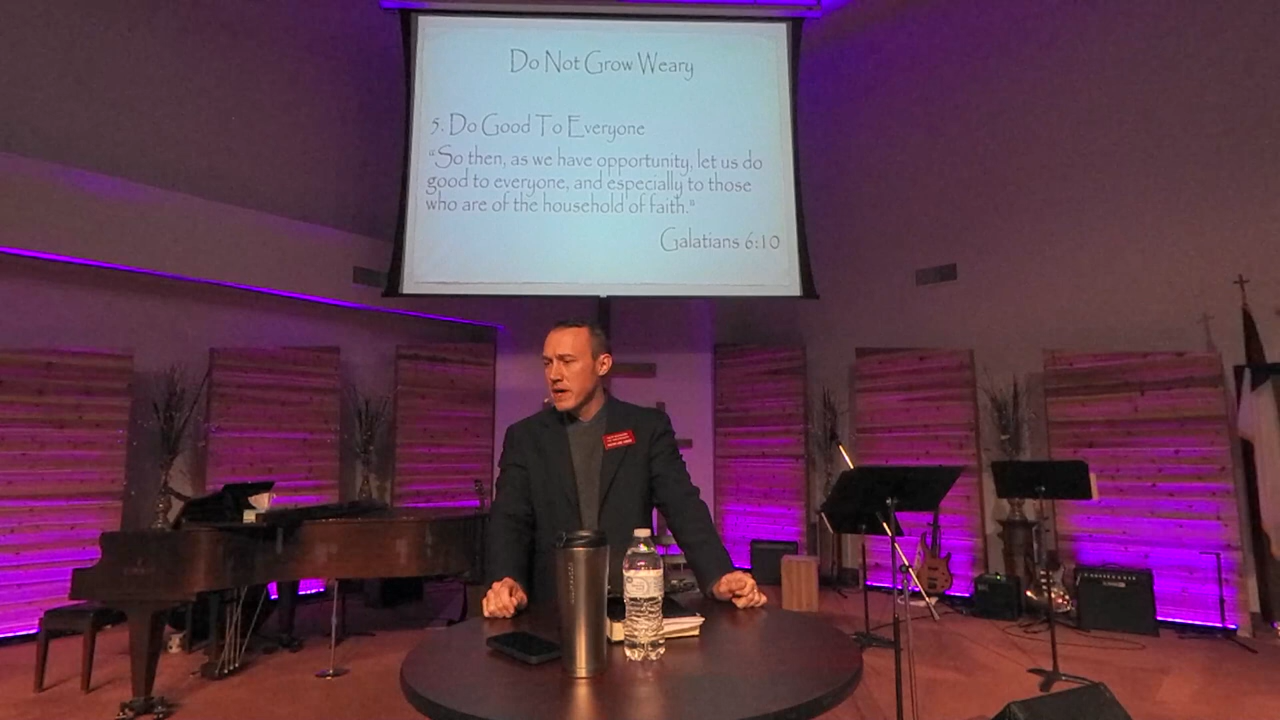 Do Not Grow Weary
5. Do Good To Everyone
“So then, as we have opportunity, let us do
good to everyone, and especially to those
who are of the household of faith.”
Galatians 6:10